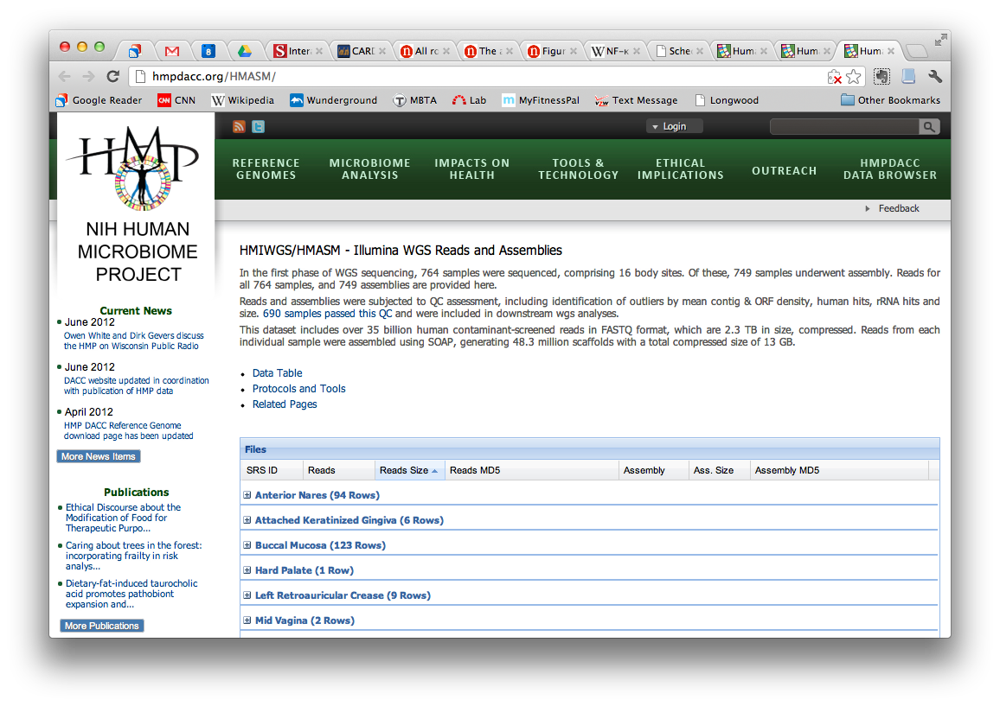 8
Inter
CARD
All ro
The a
Figur
NF-κ
Sche
Hum
Hum
Hum
hmpdacc.org/HMASM/
Google Reader
CNN
CNN
W Wikipedia
Wunderground
T MBTA
Lab
m MyFitnessPal
Text Message
Longwood
Other Bookmarks
Login
HMP
NIH HUMAN
MICROBIOME
PROJECT
REFERENCE
GENOMES
MICROBIOME
ANALYSIS
IMPACTS ON
HEALTH
TOOLS &
TECHNOLOGY
ETHICAL
IMPLICATIONS
OUTREACH
HMPDACC
DATA BROWSER
Feedback
Current News
June 2012
Owen White and Dirk Gevers discuss
the HMP on Wisconsin Public Radio
June 2012
DACC website updated in coordination
with publication of HMP data
April 2012
HMP DACC Reference Genome
download page has been updated
More News Items
Publications
Ethical Discourse about the
Modification of Food for
Therapeutic Purpo...
Caring about trees in the forest:
incorporating frailty in risk
analys...
Dietary-fat-induced taurocholic
acid promotes pathobiont
expansion and...
More Publications
HMIWGS/HMASM - Illumina WGS Reads and Assemblies
In the first phase of WGS sequencing, 764 samples were sequenced, comprising 16 body sites. Of these, 749 samples underwent assembly. Reads for
all 764 samples, and 749 assemblies are provided here.
Reads and assemblies were subjected to QC assessment, including identification of outliers by mean contig & ORF density, human hits, rRNA hits and
size. 690 samples passed this QC and were included in downstream wgs analyses.
This dataset includes over 35 billion human contaminant-screened reads in FASTQ format, which are 2.3 TB in size, compressed. Reads from each
individual sample were assembled using SOAP, generating 48.3 million scaffolds with a total compressed size of 13 GB.
Data Table
Protocols and Tools
Related Pages
Files
SRS ID Reads Reads Size Reads MD5 Assembly Ass. Size Assembly MD5
Anterior Nares (94 Rows)
Attached Keratinized Gingiva (6 Rows)
Buccal Mucosa (123 Rows)
Hard Palate (1 Row)
Left Retroauricular Crease (9 Rows)
Mid Vagina (2 Rows)